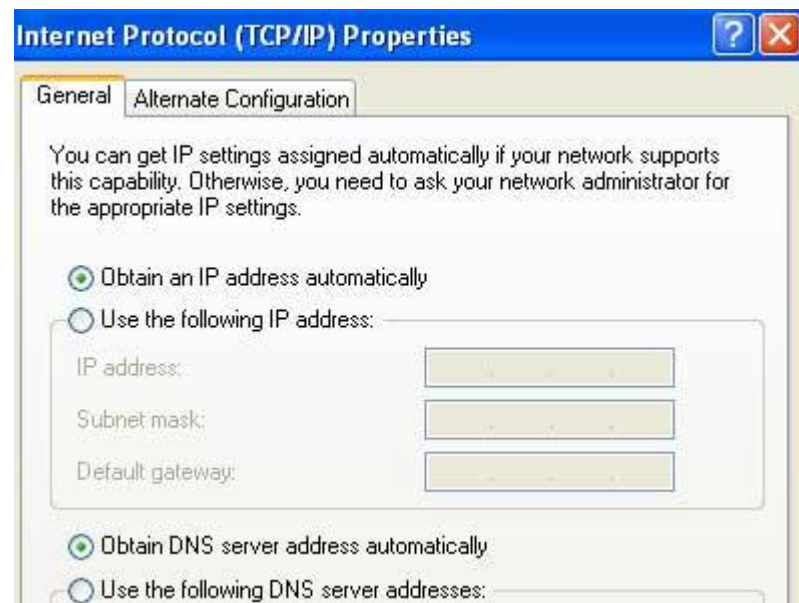 Internet Protocol (TCP/IP) Properties
General
Alternate Configuration
You can get IP settings assigned automatically if your network supports
this capability. Otherwise, you need to ask your network administrator for
the appropriate IP settings.
Obtain an IP address automatically
Use the following IP address:
IP address:
Subnet mask:
Default gateway:
Obtain DNS server address automatically
Use the following DNS server addresses: